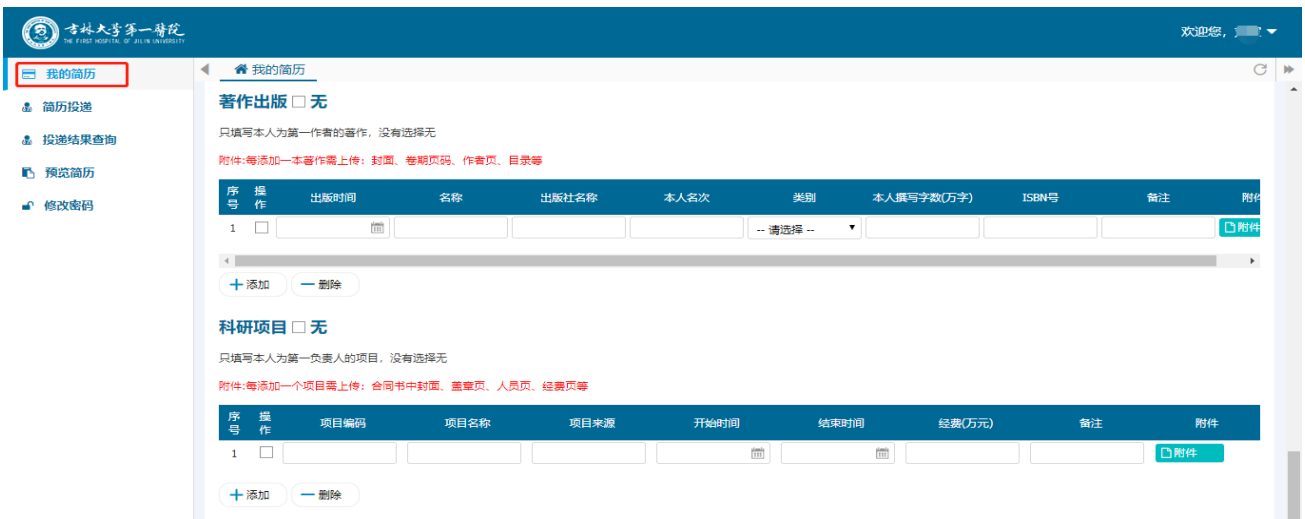 吉林大学第一醫院
THE FIRST HOSPITAL OF JILIN UNIVERSITY
欢迎您,
我的简历
简历投递
投递结果查询
预览简历
修改密码
我的简历
著作出版 无
只填写本人为第一作者的著作，没有选择无
附件:每添加一本著作需上传：封面、卷期页码、作者页、目录等
序号 操作 出版时间 名称 出版社名称 本人名次 类别 本人撰写字数(万字) ISBN号 备注 附件
1 -- 请选择 -- 附件
添加 删除
科研项目 无
只填写本人为第一负责人的项目，没有选择无
附件:每添加一个项目需上传：合同书中封面、盖章页、人员页、经费页等
序号 操作 项目编码 项目名称 项目来源 开始时间 结束时间 经费(万元) 备注 附件
1 附件
添加 删除